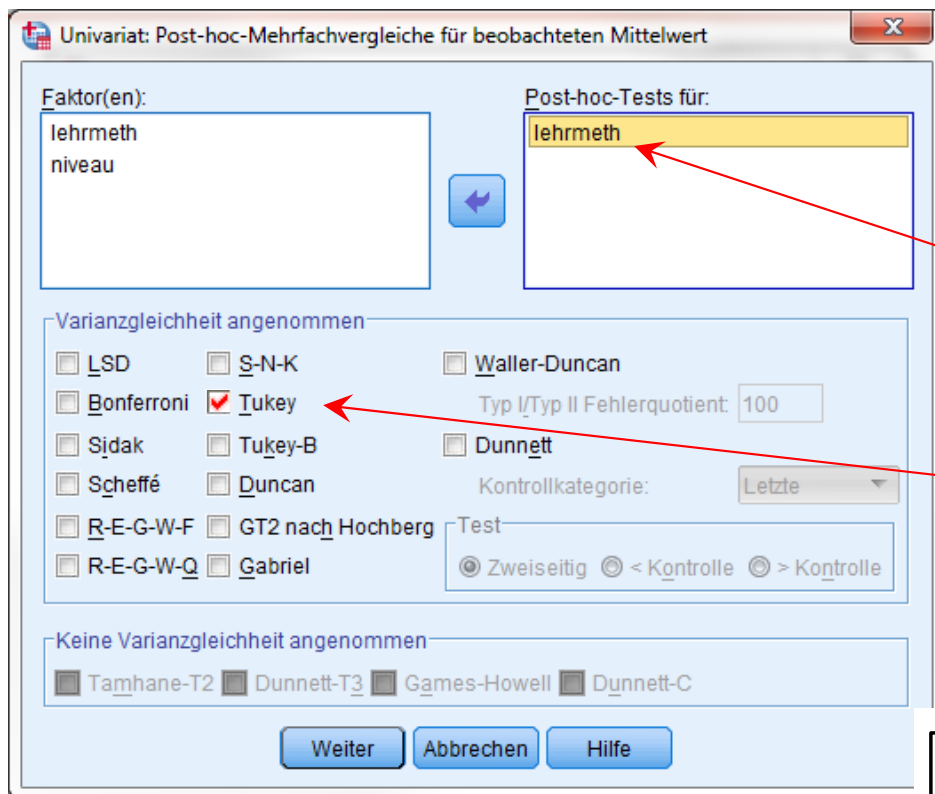 Univariat: Post-hoc-Mehrfachvergleiche für beobachteten Mittelwert
Faktor(en):
lehrmeth
niveau
Post-hoc-Tests für:
lehrmeth
Varianzgleichheit angenommen
LSD S-N-K Waller-Duncan
Bonferroni Tukey Typ I/Typ II Fehlerquotient: 100
Sidak Tukey-B Dunnett
Scheffé Duncan Kontrollkategorie: Letzte
R-E-G-W-F GT2 nach Hochberg Test
R-E-G-W-Q Gabriel Zweiseitig < Kontrolle > Kontrolle
Keine Varianzgleichheit angenommen
Tamhane-T2 Dunnett-T3 Games-Howell Dunnett-C
Weiter Abbrechen Hilfe